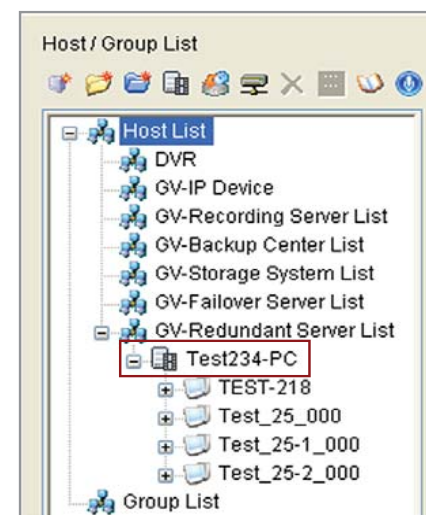 Host / Group List
Host List
DVR
GV-IP Device
GV-Recording Server List
GV-Backup Center List
GV-Storage System List
GV-Failover Server List
GV-Redundant Server List
Test234-PC
TEST-218
Test_25_000
Test_25-1_000
Test_25-2_000
Group List